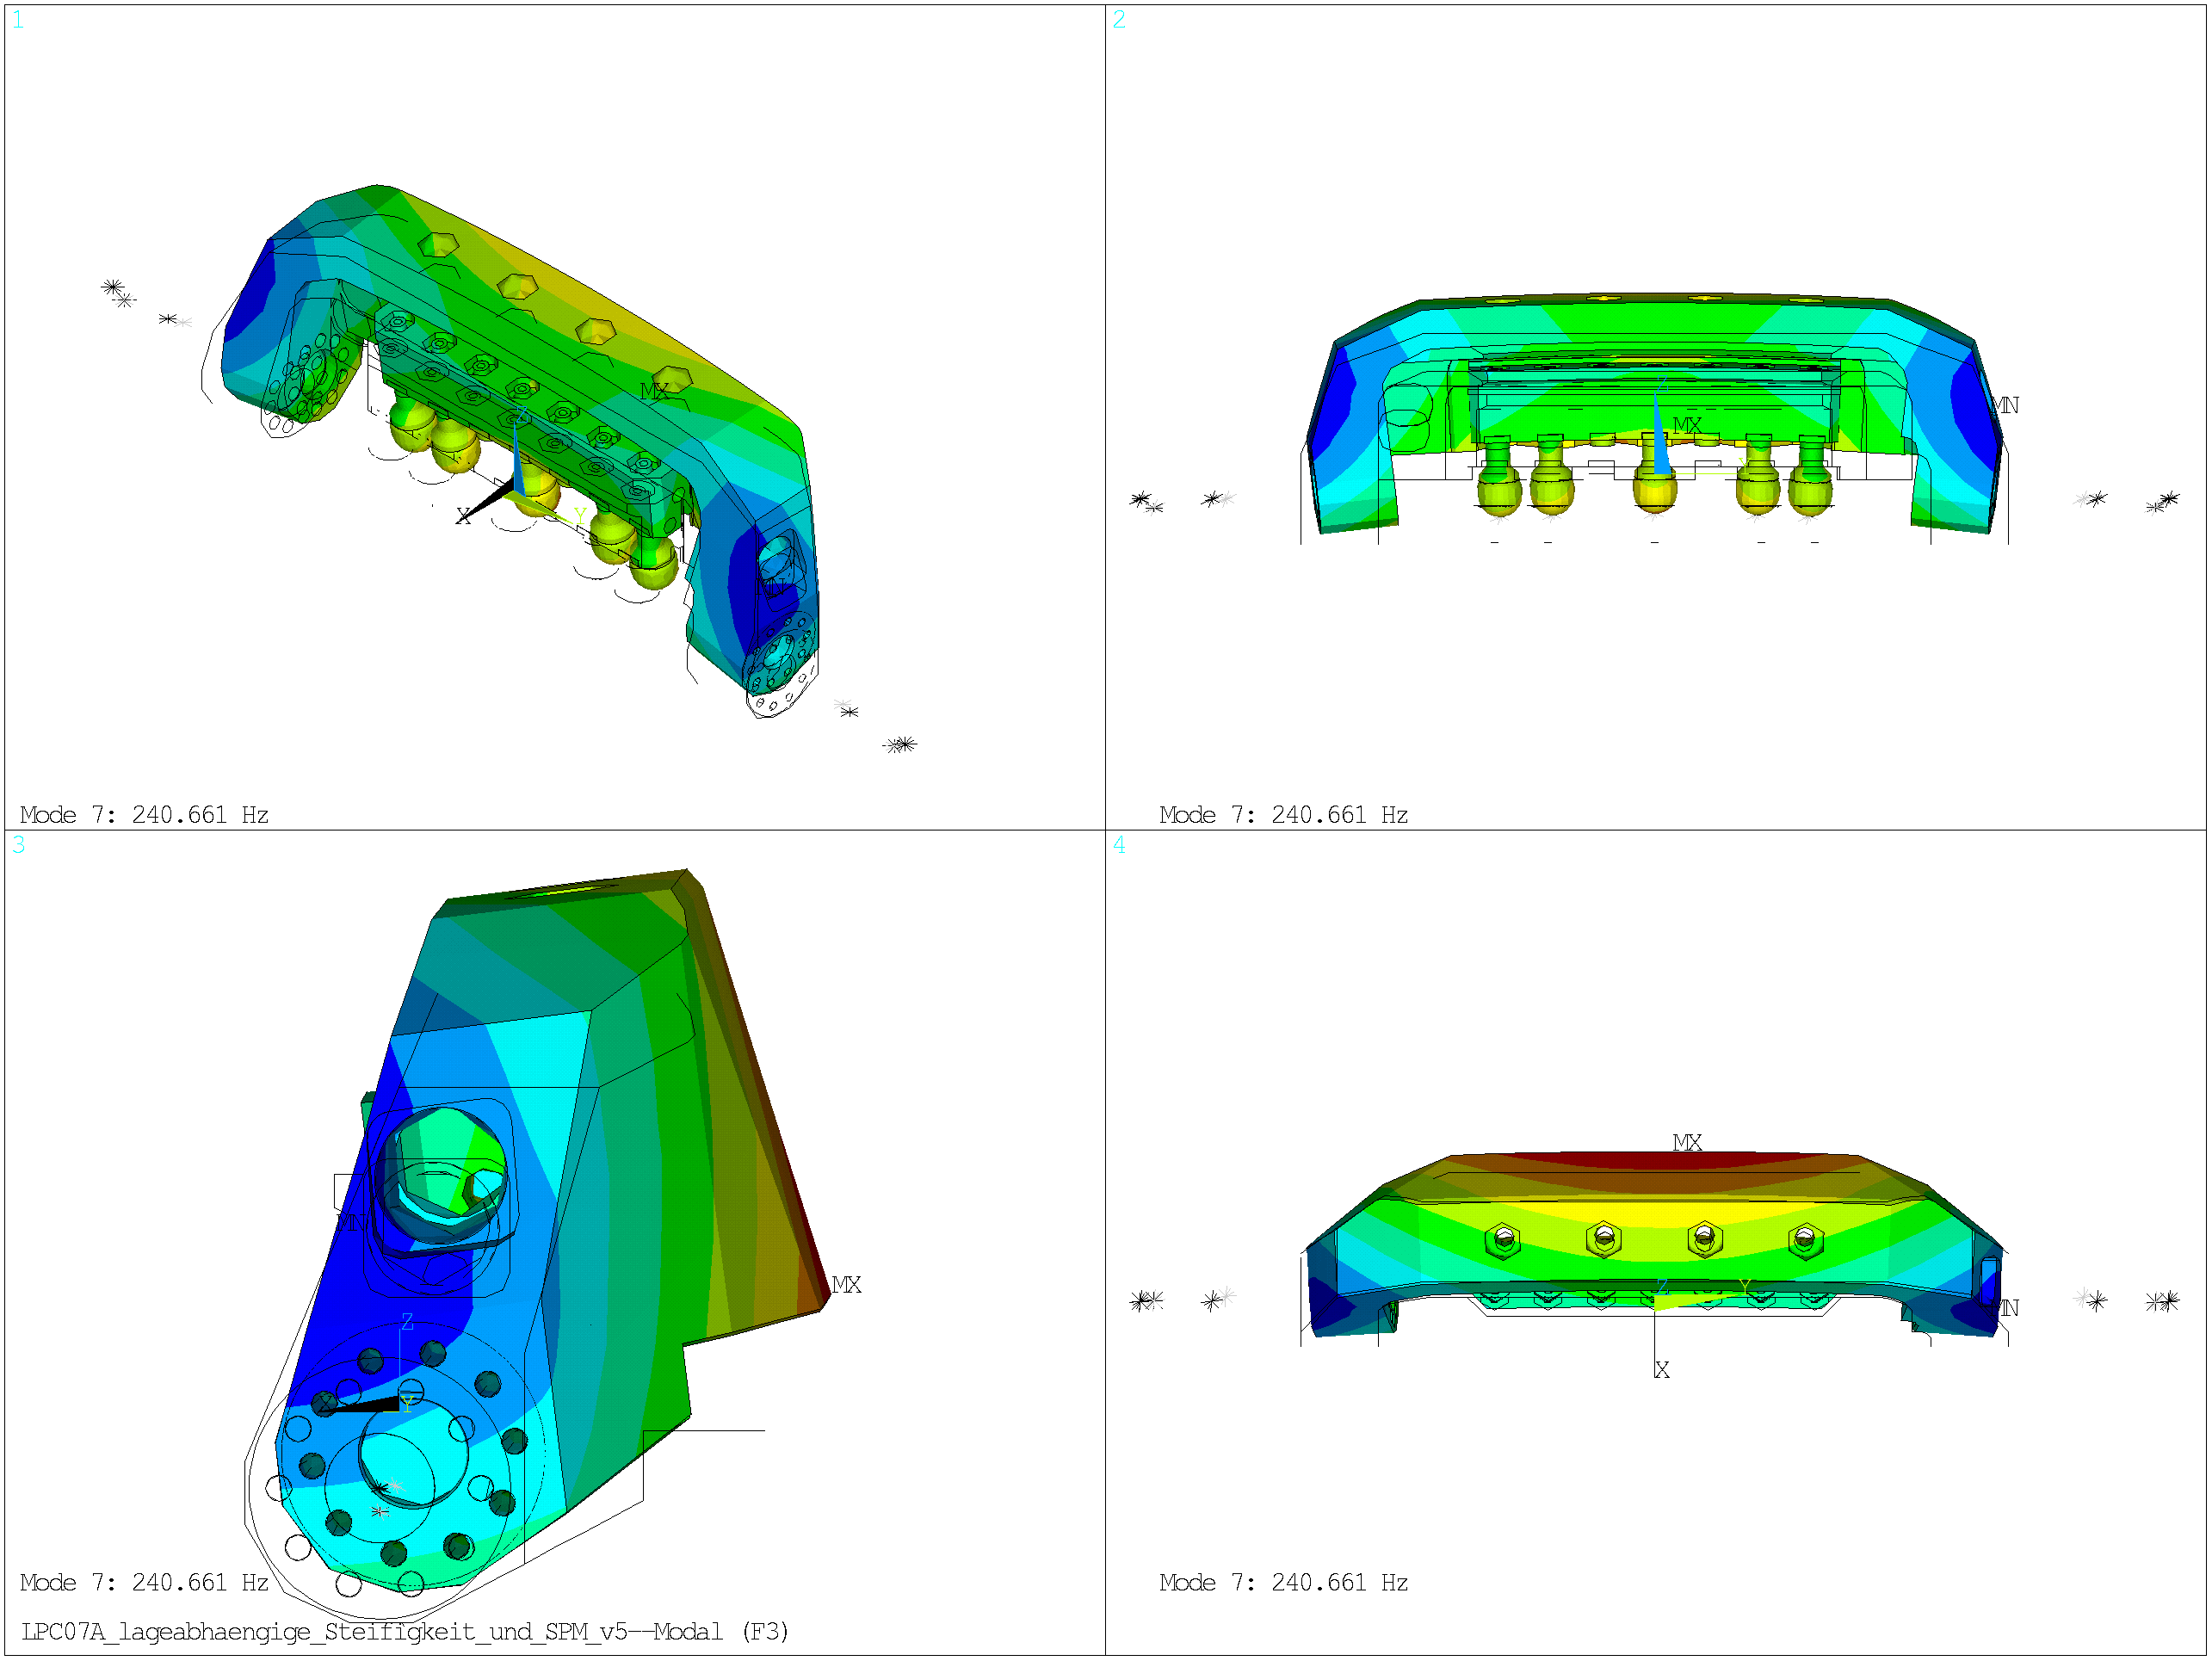 1
MX
Z
X
Y
MN
Mode 7: 240.661 Hz
2
MN
Z
MX
Y
Mode 7: 240.661 Hz
3
MX
MN
Z
X
Y
Mode 7: 240.661 Hz
LPC07A_lageabhaengige_Steifigkeit_und_SPM_v5--Modal (F3)
4
MX
Z
Y
MN
X
Mode 7: 240.661 Hz